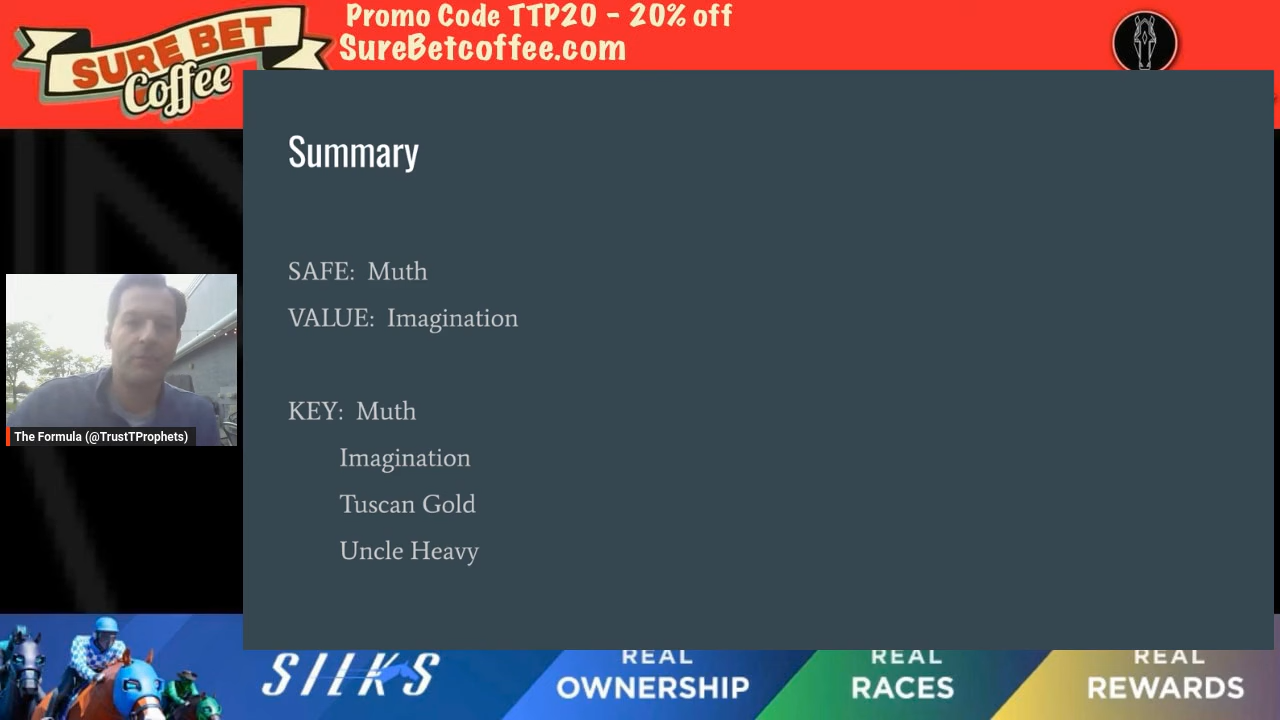 SURE BET
Coffee
Promo Code TTP20 - 20% off
SureBetcoffee.com
Summary
SAFE: Muth
VALUE: Imagination
KEY: Muth
Imagination
Tuscan Gold
Uncle Heavy
The Formula (@TrustTProphets)
SILKS
REAL
OWNERSHIP
REAL
RACES
REAL
REWARDS